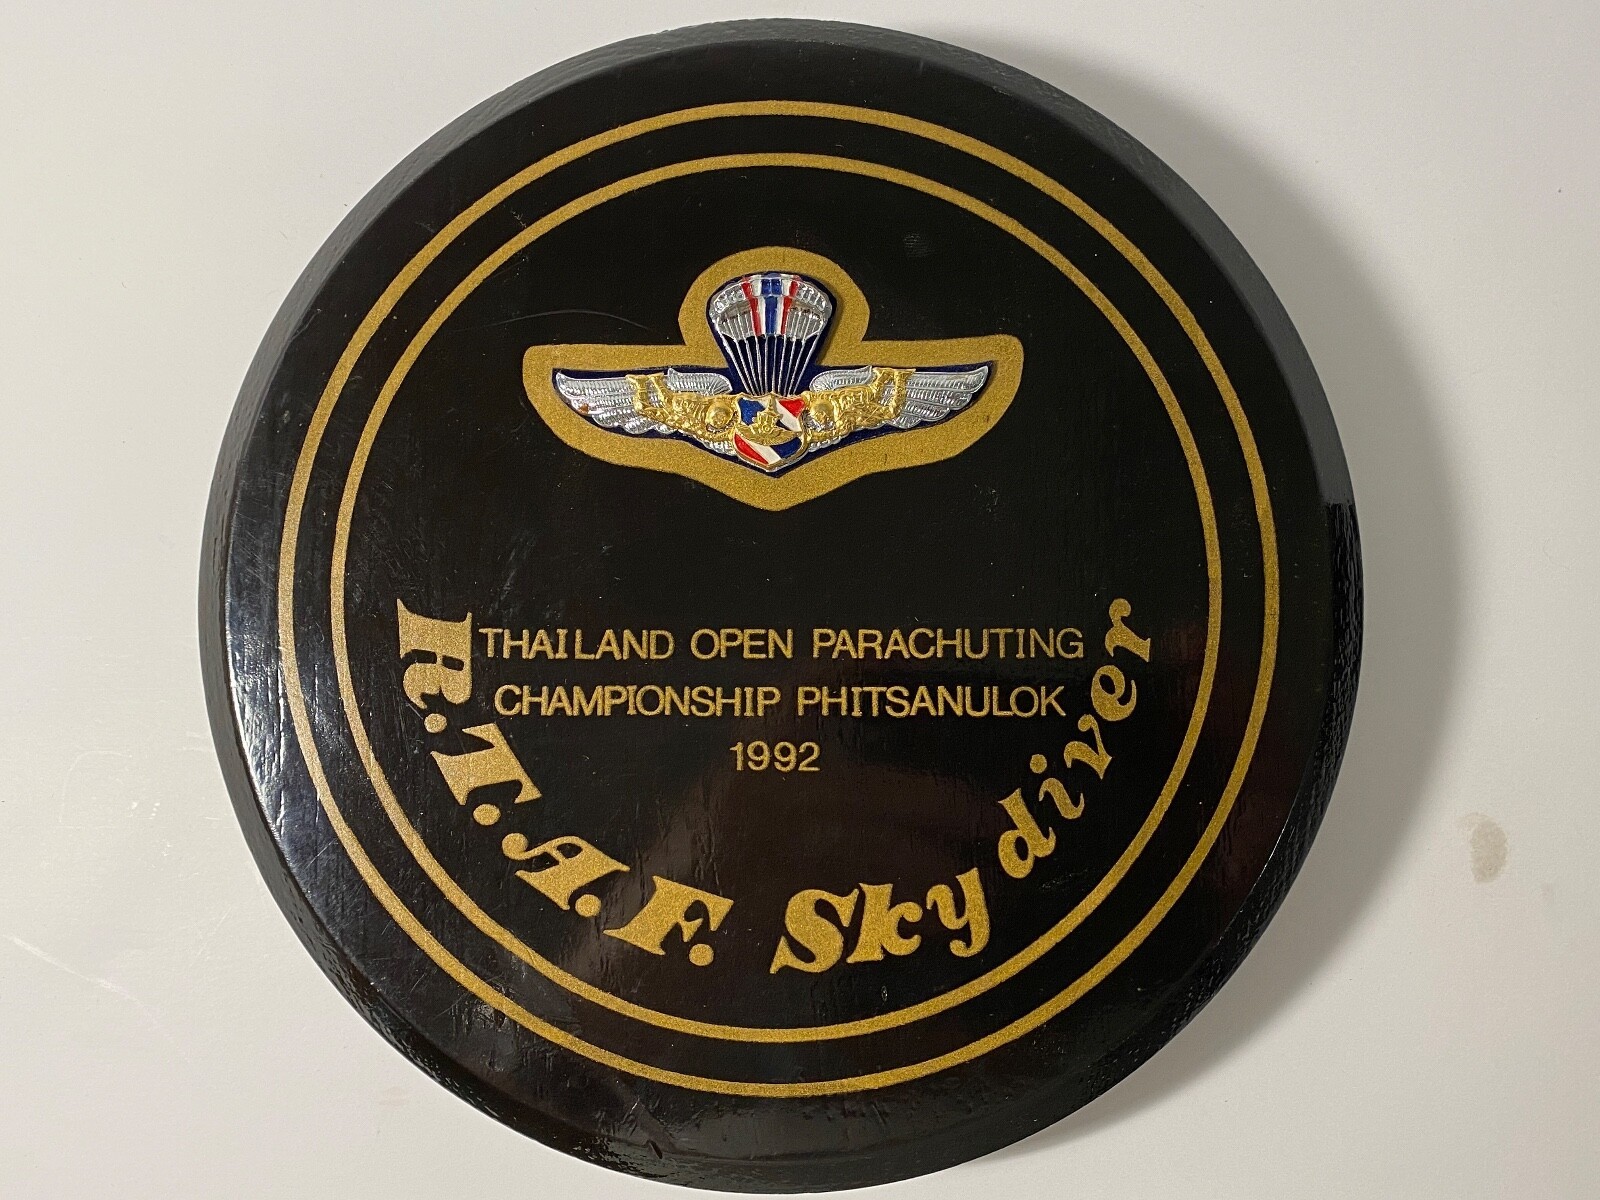 THAILAND OPEN PARACHUTING
CHAMPIONSHIP PHITSANULOK
1992
R.T.A.F. Skydiver